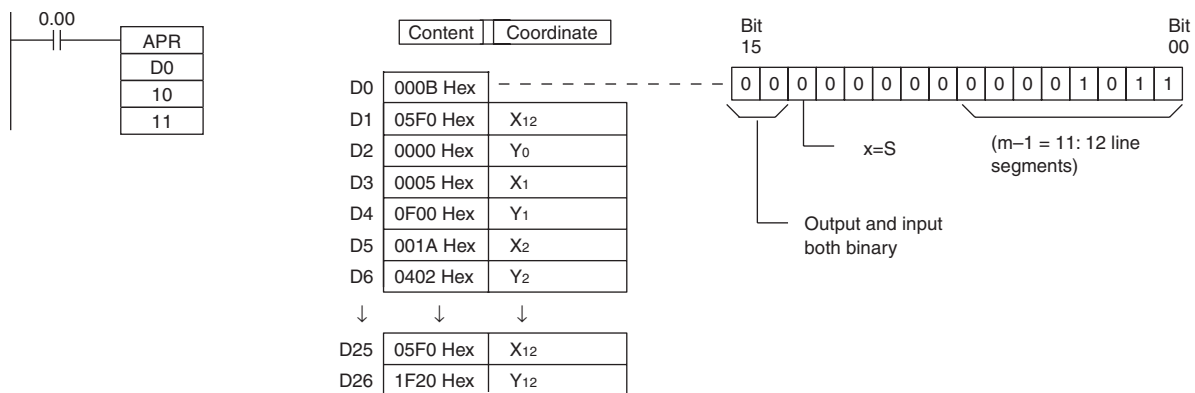 0.00
APR
D0
10
11
Content Coordinate
D0 000B Hex
D1 05F0 Hex X12
D2 0000 Hex Y0
D3 0005 Hex X1
D4 0F00 Hex Y1
D5 001A Hex X2
D6 0402 Hex Y2
↓ ↓ ↓
D25 05F0 Hex X12
D26 1F20 Hex Y12
Bit 15
Bit 00
0 0 0 0 0 0 0 0 0 0 0 0 1 0 1 1
x=S
(m–1 = 11: 12 line
segments)
Output and input
both binary